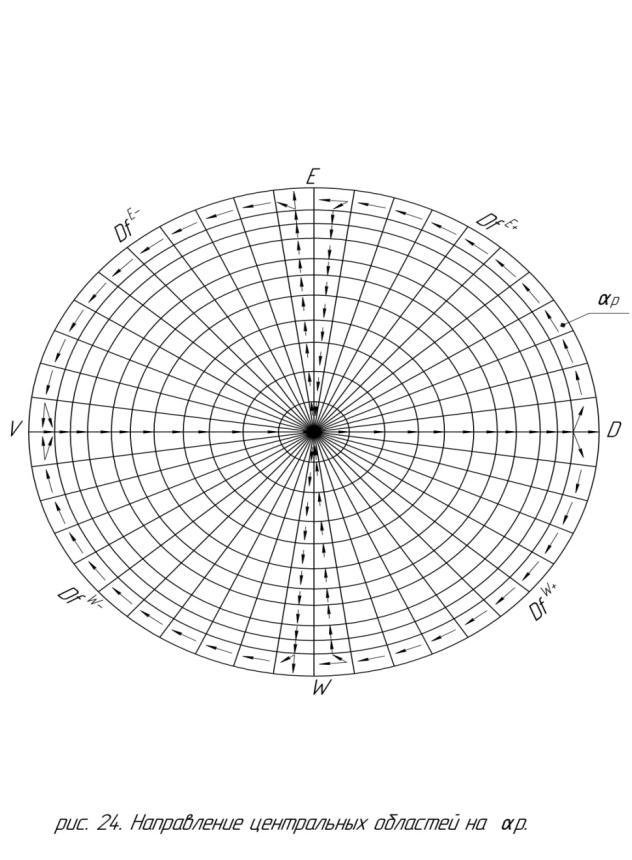 E
Df E-
Df E+
αp
V
D
Df W-
Df W+
W
рис. 24. Направление центральных областей на αp.